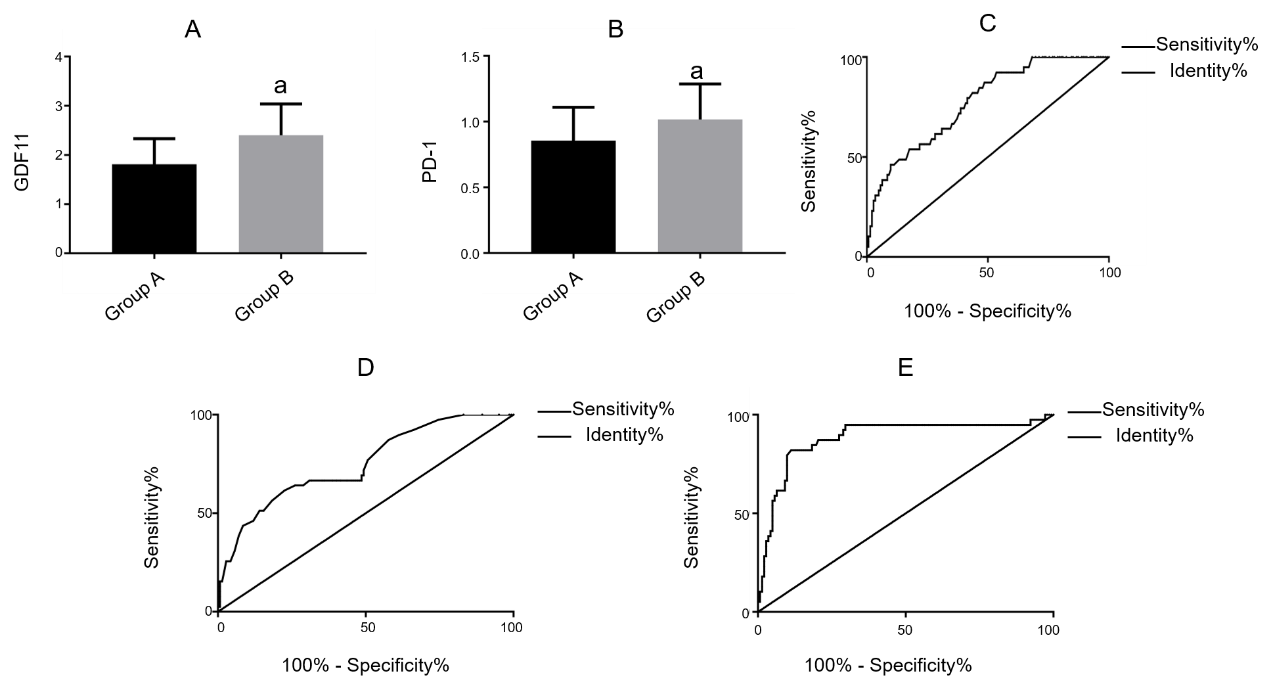 A
4
3
2
1
0
GDF11
a
Group A
Group B
B
1.5
1.0
0.5
0.0
PD-1
a
Group A
Group B
C
Sensitivity%
Identity%
100
50
0
Sensitivity%
0 50 100
100% - Specificity%
D
Sensitivity%
Identity%
100
50
0
Sensitivity%
0 50 100
100% - Specificity%
E
Sensitivity%
Identity%
100
50
0
Sensitivity%
0 50 100
100% - Specificity%